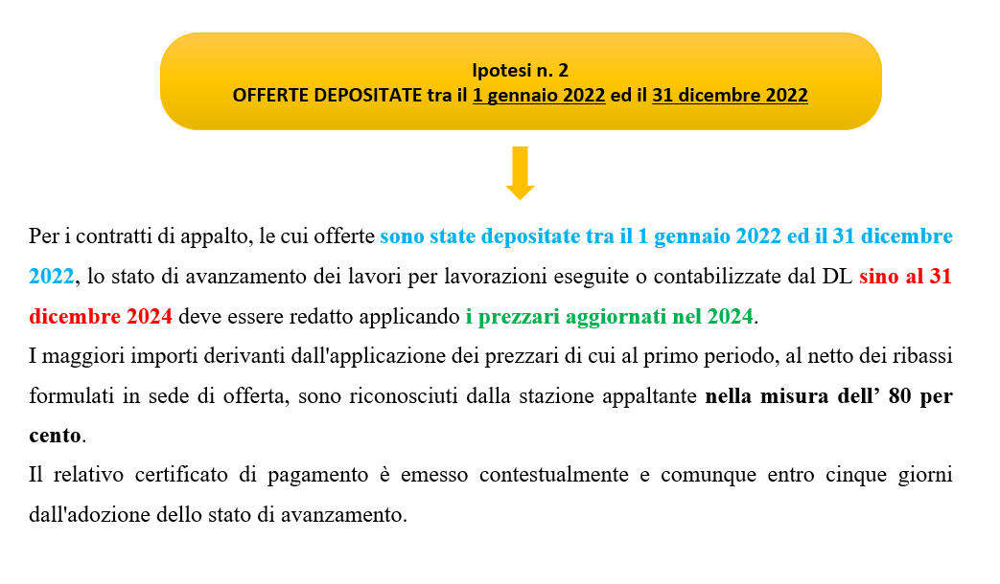 Ipotesi n. 2
OFFERTE DEPOSITATE tra il 1 gennaio 2022 ed il 31 dicembre 2022
Per i contratti di appalto, le cui offerte sono state depositate tra il 1 gennaio 2022 ed il 31 dicembre
2022, lo stato di avanzamento dei lavori per lavorazioni eseguite o contabilizzate dal DL sino al 31
dicembre 2024 deve essere redatto applicando i prezzari aggiornati nel 2024.
I maggiori importi derivanti dall'applicazione dei prezzari di cui al primo periodo, al netto dei ribassi
formulati in sede di offerta, sono riconosciuti dalla stazione appaltante nella misura dell’ 80 per
cento.
Il relativo certificato di pagamento è emesso contestualmente e comunque entro cinque giorni
dall'adozione dello stato di avanzamento.